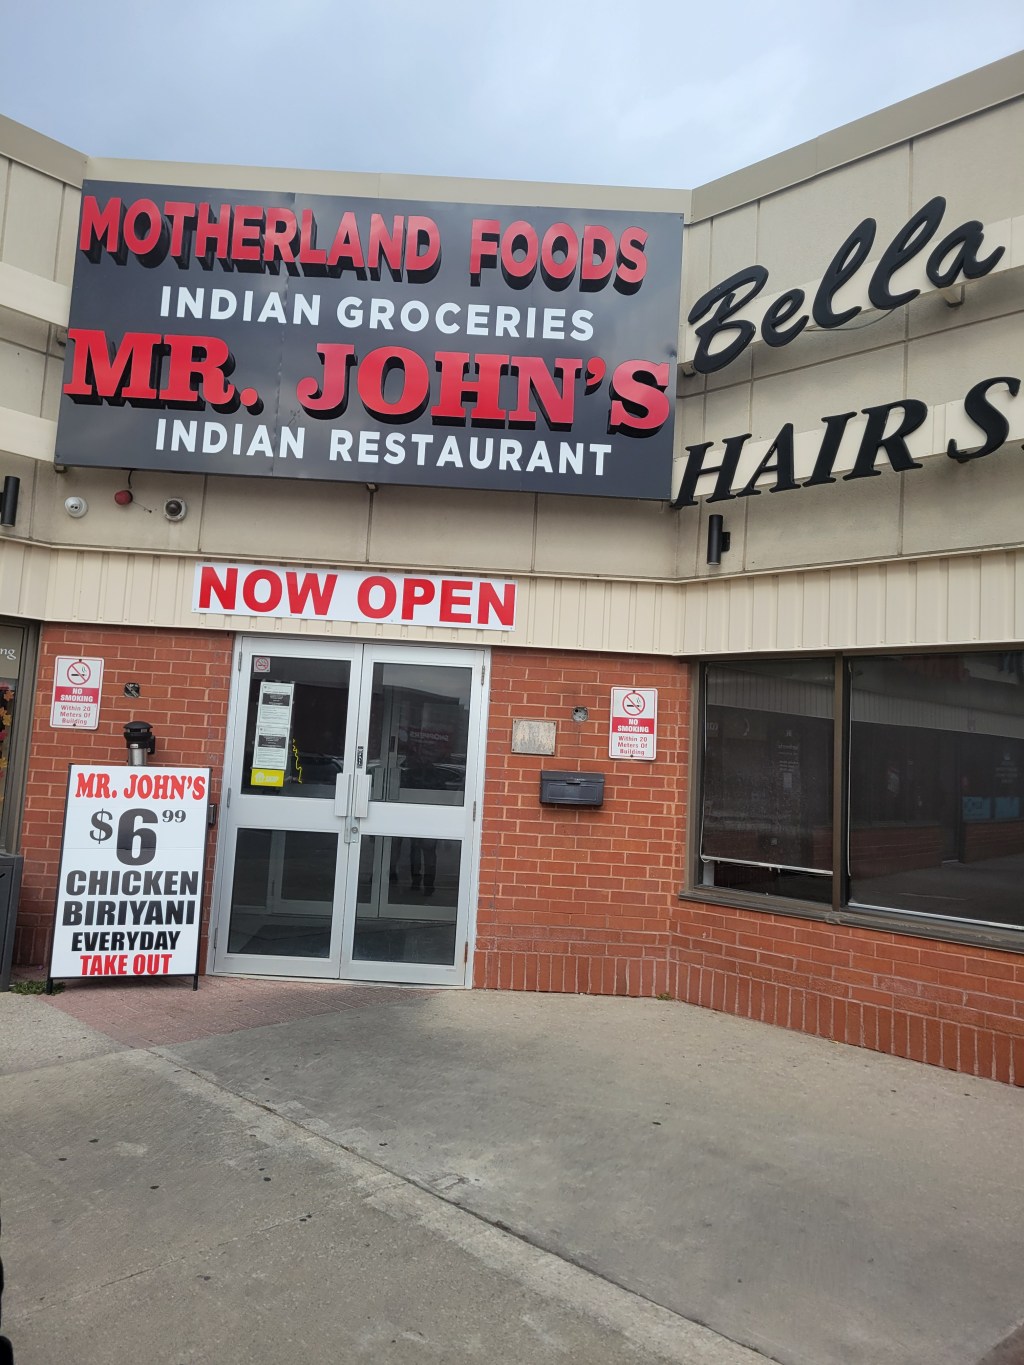 MOTHERLAND FOODS
INDIAN GROCERIES
MR. JOHN'S
INDIAN RESTAURANT
Bella
HAIR S
NOW OPEN
NO
SMOKING
Within 20
Meters Of
Building
NO
SMOKING
Within 20
Meters Of
Building
MR. JOHN'S
$6.99
CHICKEN
BIRIYANI
EVERYDAY
TAKE OUT